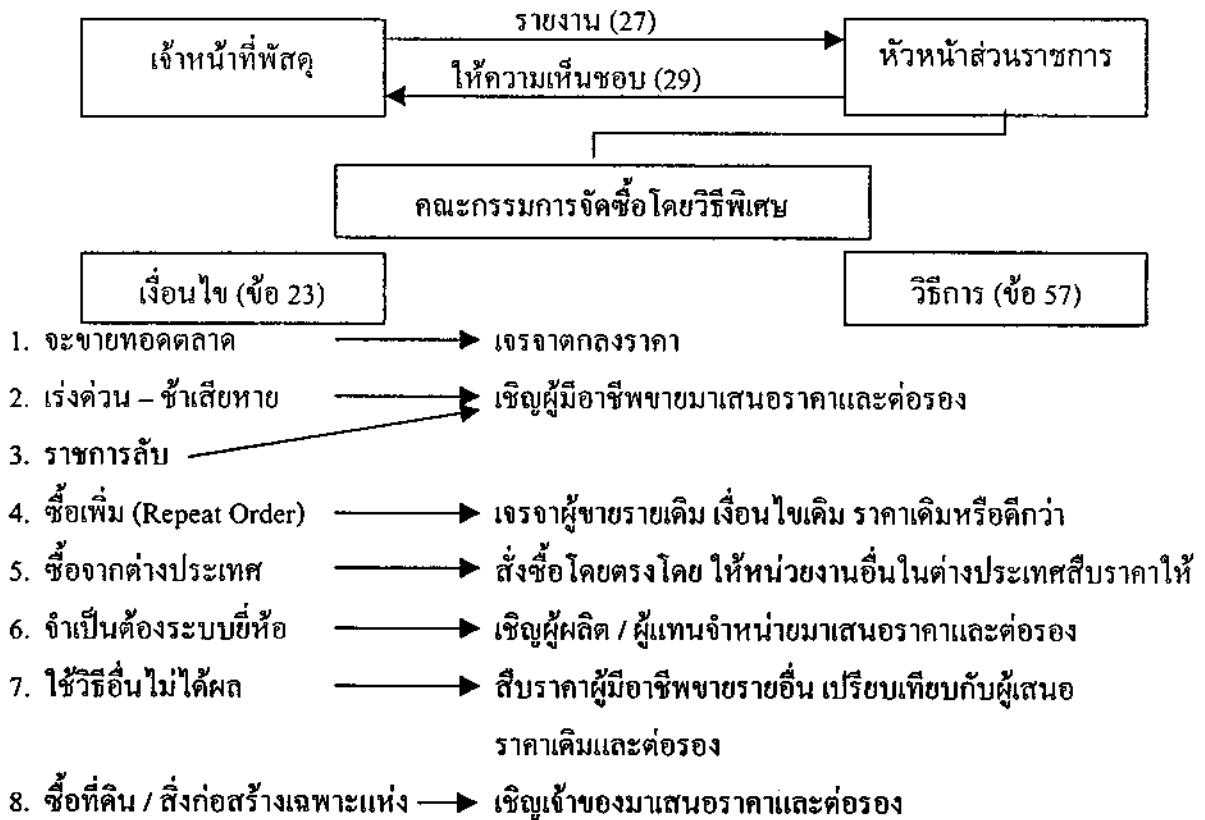 รายงาน (27)
เจ้าหน้าที่พัสดุ
หัวหน้าส่วนราชการ
ให้ความเห็นชอบ (29)
คณะกรรมการจัดซื้อโดยวิธีพิเศษ
เงื่อนไข (ข้อ 23)
วิธีการ (ข้อ 57)
1. จะขายทอดตลาด เจรจาตกลงราคา
2. เร่งด่วน – ช้าเสียหาย เชิญผู้มีอาชีพขายมาเสนอราคาและต่อรอง
3. ราชการลับ
4. ซื้อเพิ่ม (Repeat Order) เจรจาผู้ขายรายเดิม เงื่อนไขเดิม ราคาเดิมหรือดีกว่า
5. ซื้อจากต่างประเทศ สั่งซื้อโดยตรงโดย ให้หน่วยงานอื่นในต่างประเทศสืบราคาให้
6. จำเป็นต้องระบบยี่ห้อ เชิญผู้ผลิต / ผู้แทนจำหน่ายมาเสนอราคาและต่อรอง
7. ใช้วิธีอื่นไม่ได้ผล สืบราคาผู้มีอาชีพขายรายอื่น เปรียบเทียบกับผู้เสนอ
ราคาเดิมและต่อรอง
8. ซื้อที่ดิน / สิ่งก่อสร้างเฉพาะแห่ง เชิญเจ้าของมาเสนอราคาและต่อรอง